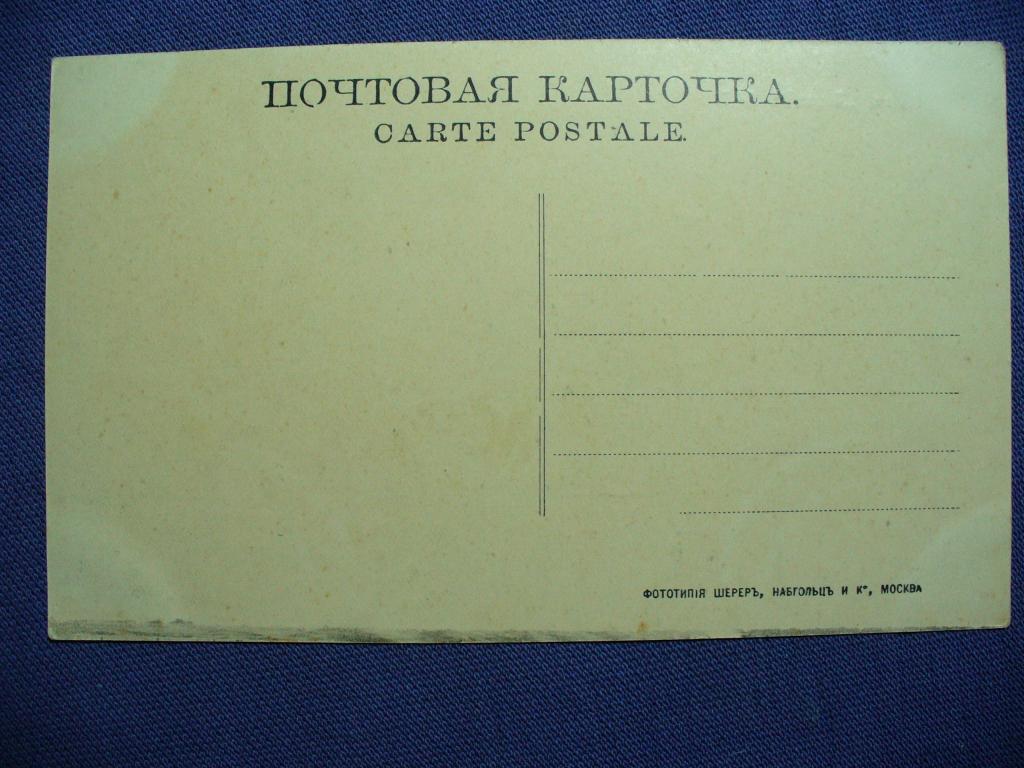 ПОЧТОВАЯ КАРТОЧКА.
CARTE POSTALE.
ФОТОТИПІЯ ШЕРЕРЪ, НАБГОЛЬЦЪ И Кº, МОСКВА